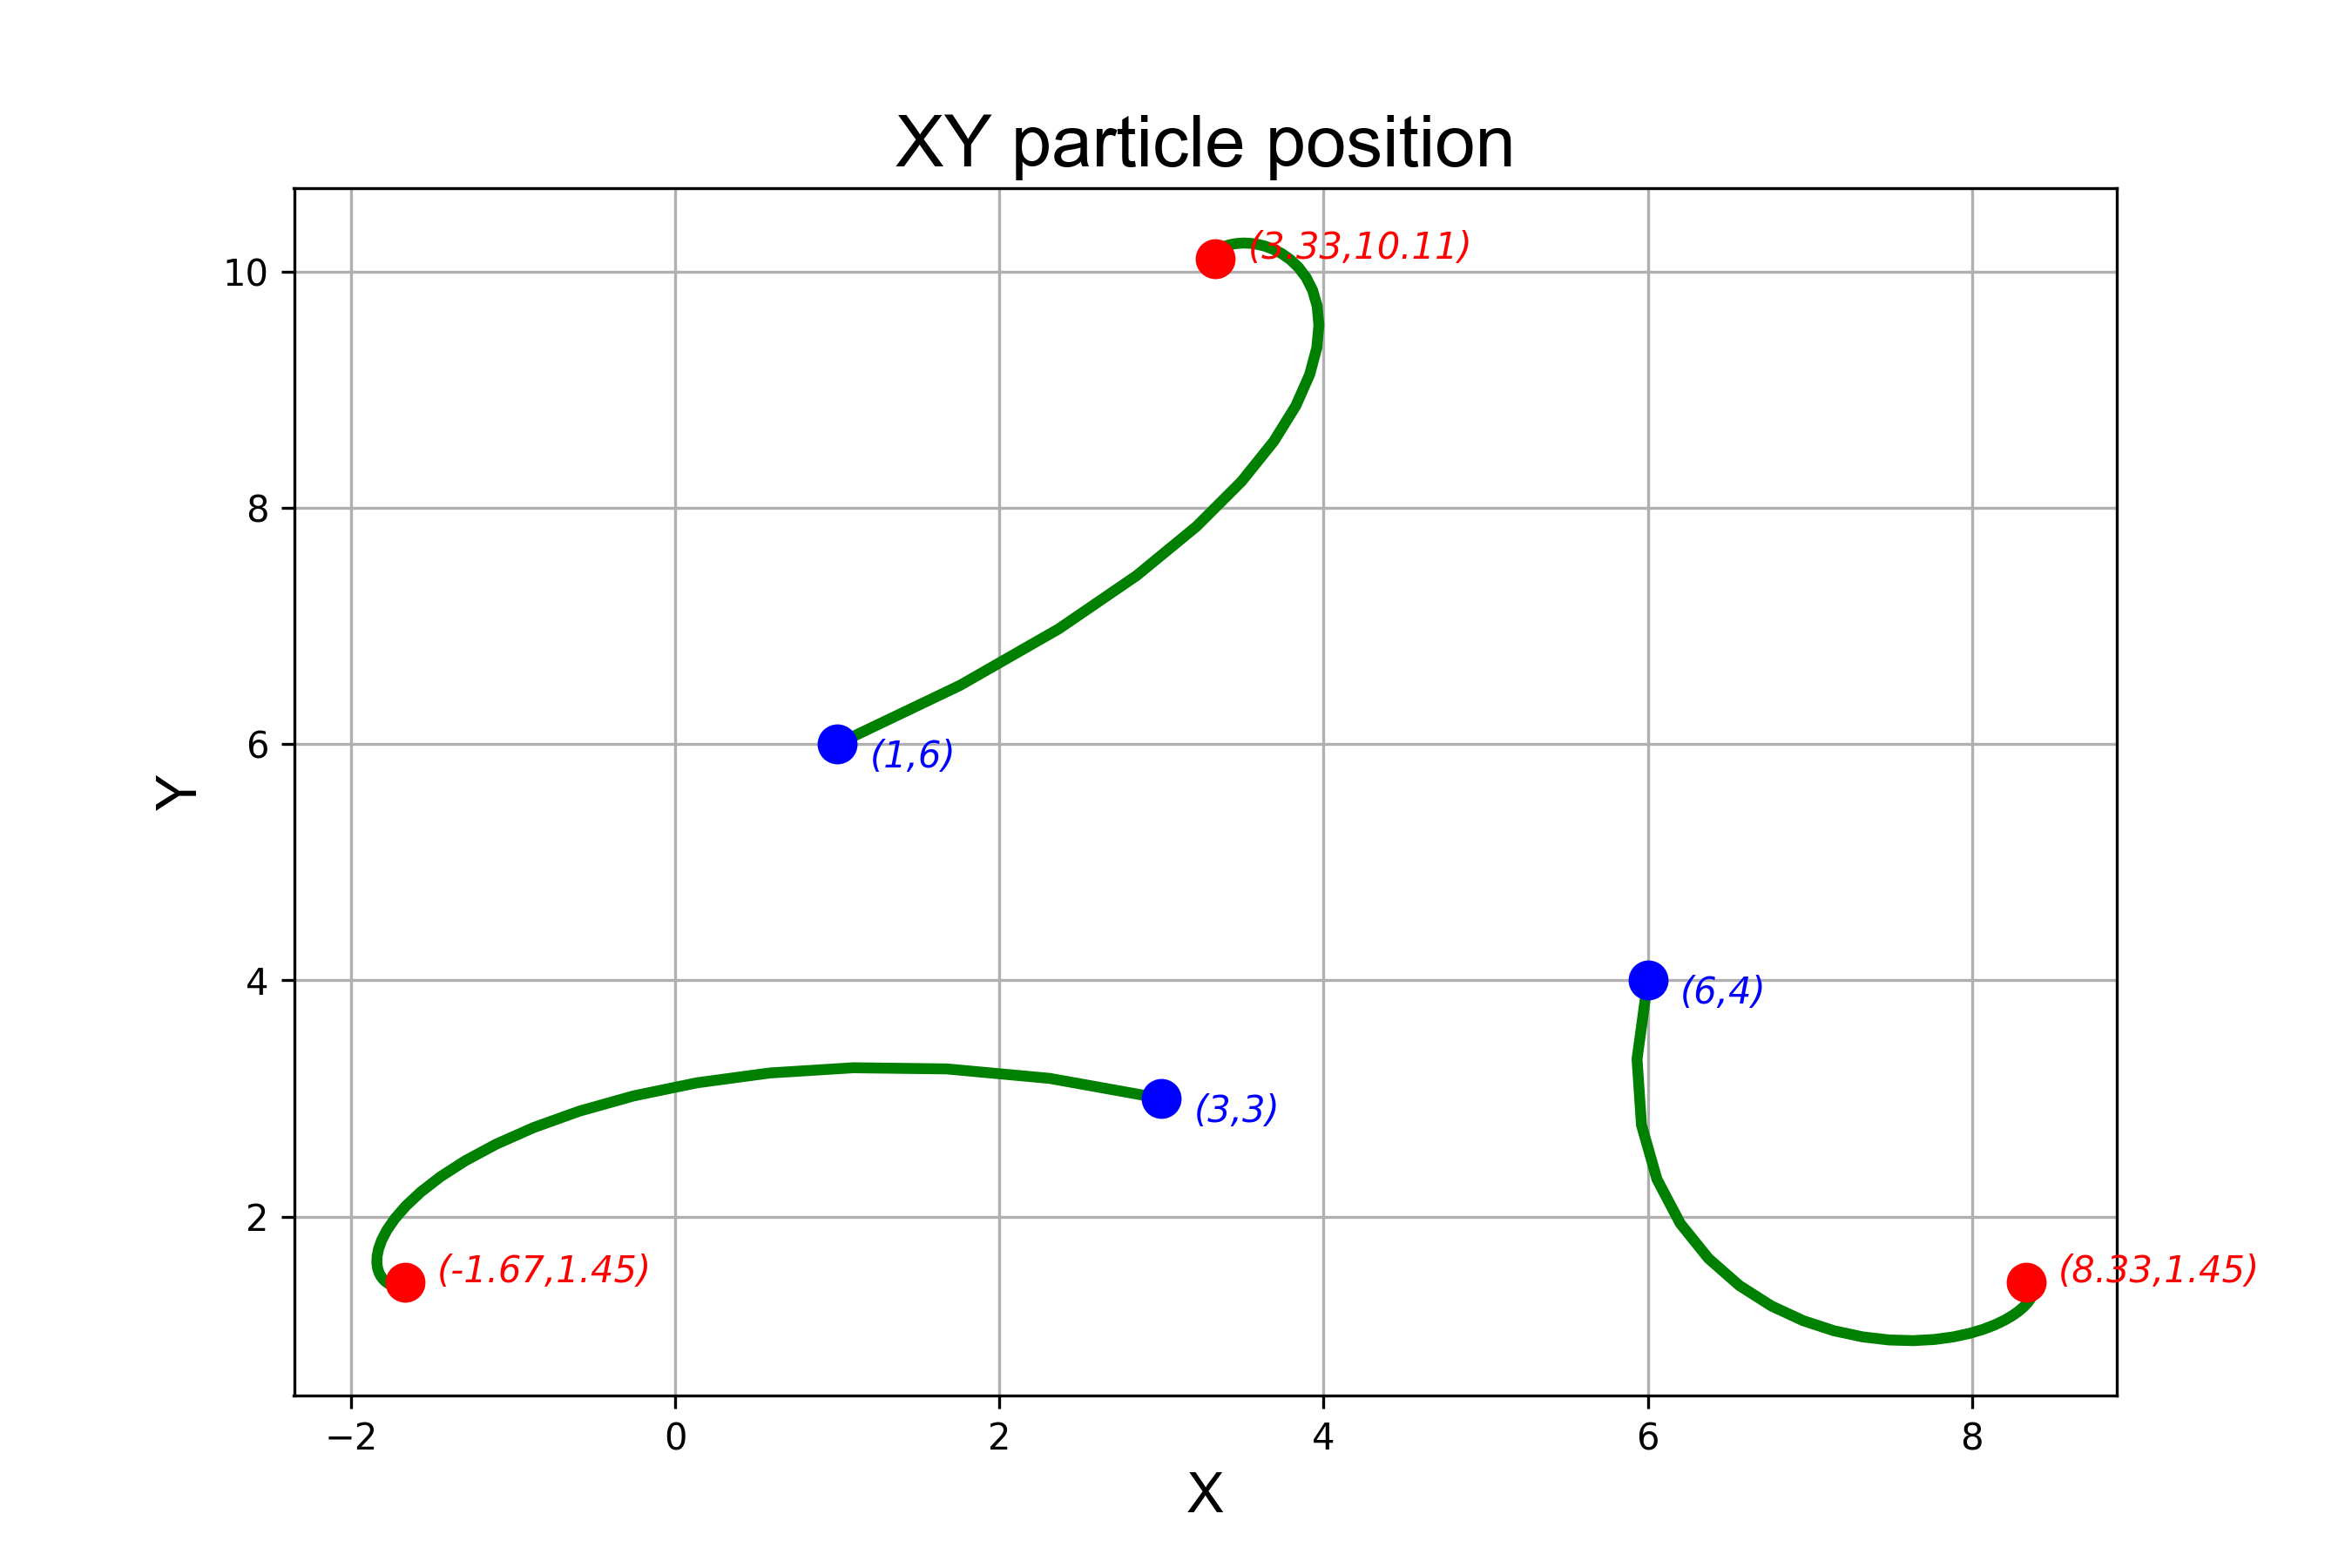 XY particle position
(3.33,10.11)
10
8
6
(1,6)
Y
4
(6,4)
(3,3)
2
(-1.67,1.45)
(8.33,1.45)
−2 0 2 4 6 8
X